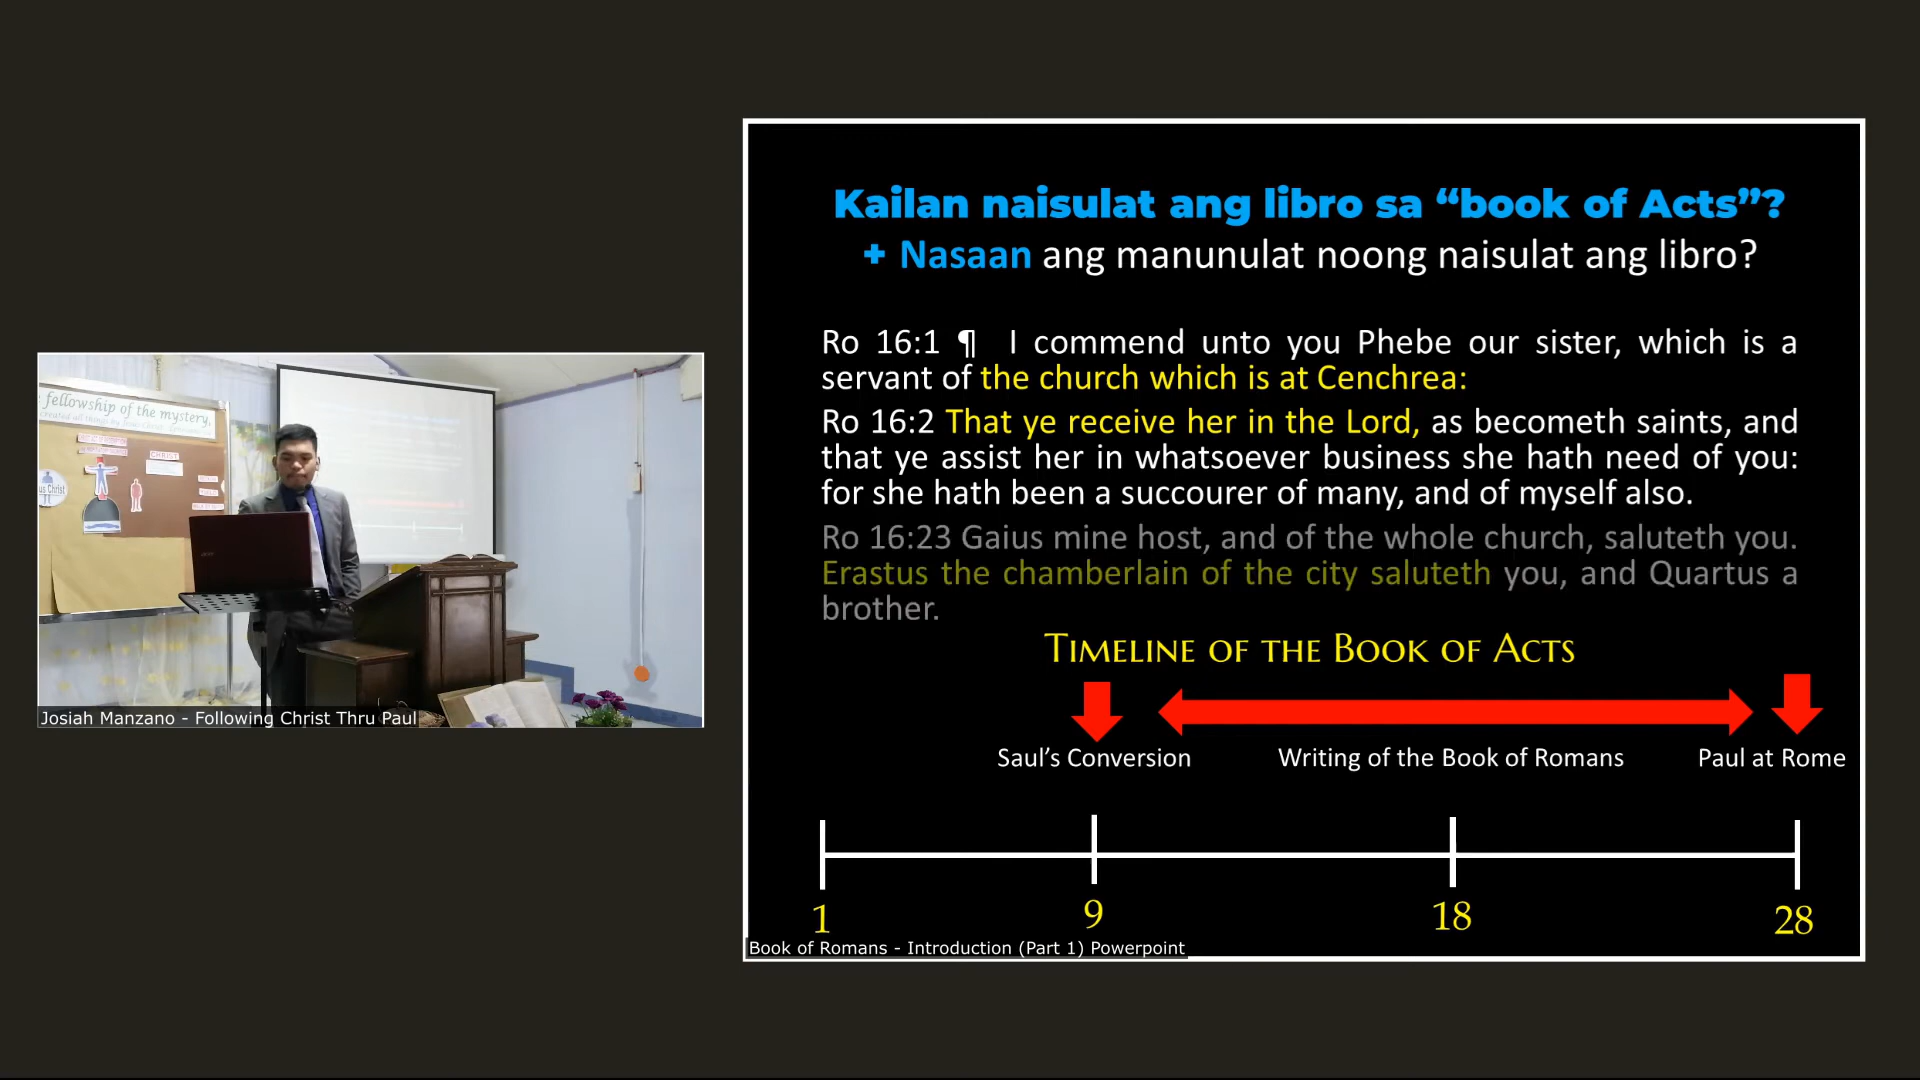 fellowship of the mystery,
CHRIST
us Christ
Josiah Manzano - Following Christ Thru Paul
Kailan naisulat ang libro sa “book of Acts”?
+ Nasaan ang manunulat noong naisulat ang libro?
Ro 16:1 ¶ I commend unto you Phebe our sister, which is a
servant of the church which is at Cenchrea:
Ro 16:2 That ye receive her in the Lord, as becometh saints, and
that ye assist her in whatsoever business she hath need of you:
for she hath been a succourer of many, and of myself also.
Ro 16:23 Gaius mine host, and of the whole church, saluteth you.
Erastus the chamberlain of the city saluteth you, and Quartus a
brother.
Timeline of the Book of Acts
Saul’s Conversion Writing of the Book of Romans Paul at Rome
1 9 18 28
Book of Romans - Introduction (Part 1) Powerpoint